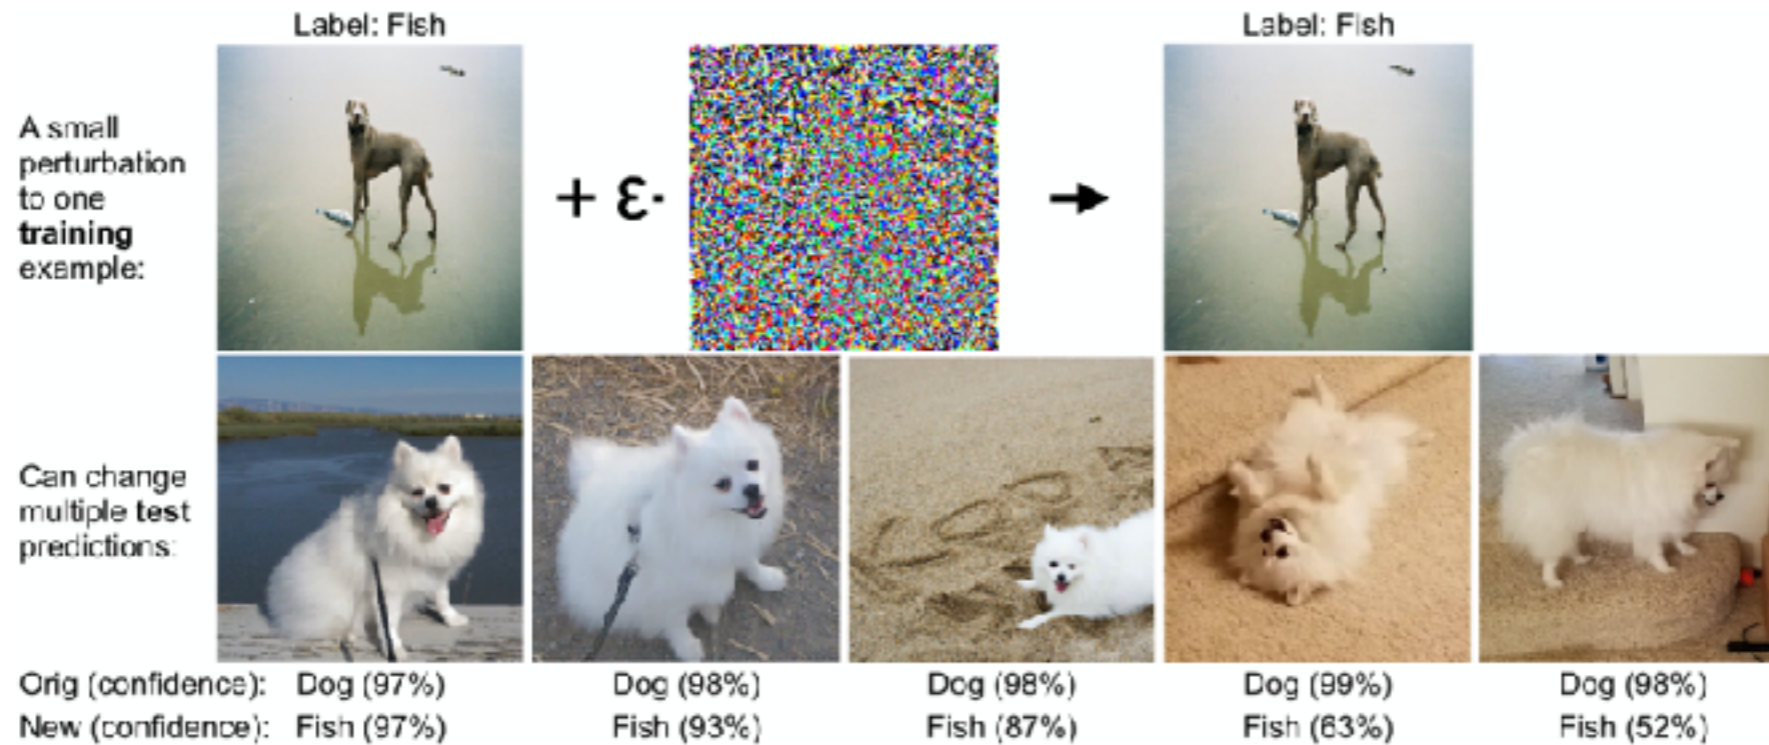 Label: Fish
Label: Fish
A small
perturbation
to one
training
example:
+ ε·
Can change
multiple test
predictions:
Orig (confidence): Dog (97%) Dog (98%) Dog (98%) Dog (99%) Dog (98%)
New (confidence): Fish (97%) Fish (93%) Fish (87%) Fish (63%) Fish (52%)